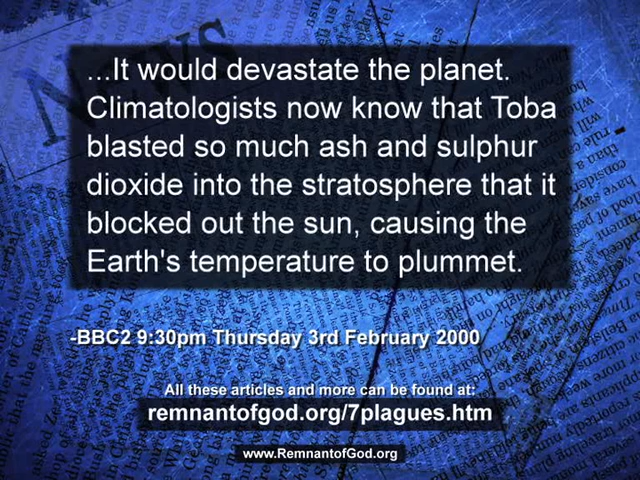 News
...It would devastate the planet.
Climatologists now know that Toba
blasted so much ash and sulphur
dioxide into the stratosphere that it
blocked out the sun, causing the
Earth's temperature to plummet.
-BBC2 9:30pm Thursday 3rd February 2000
All these articles and more can be found at:
remnantofgod.org/7plagues.htm
www.RemnantofGod.org